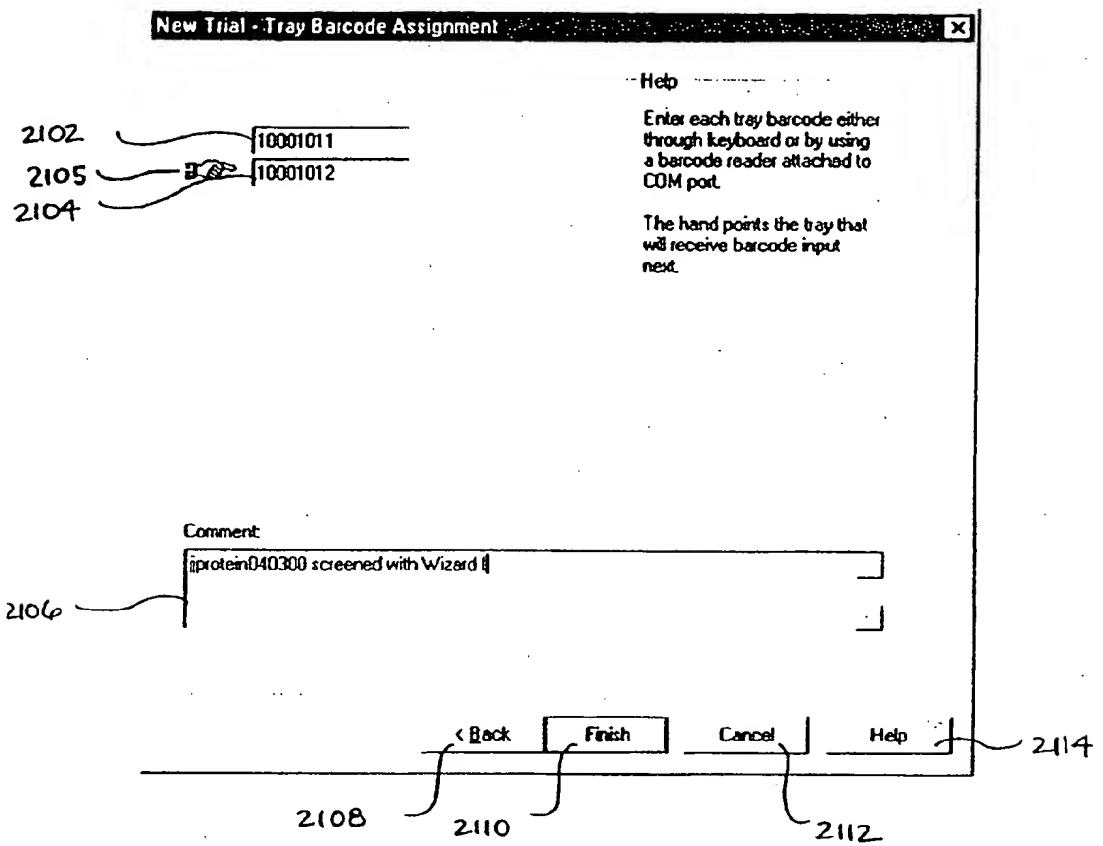 New Trial - Tray Barcode Assignment
Help
Enter each tray barcode either
through keyboard or by using
a barcode reader attached to
COM port.
The hand points the tray that
will receive barcode input
next.
2102
10001011
2105
10001012
2104
Comment:
screened with Wizard
2106
< Back
Finish
Cancel
Help
2114
2108
2110
2112